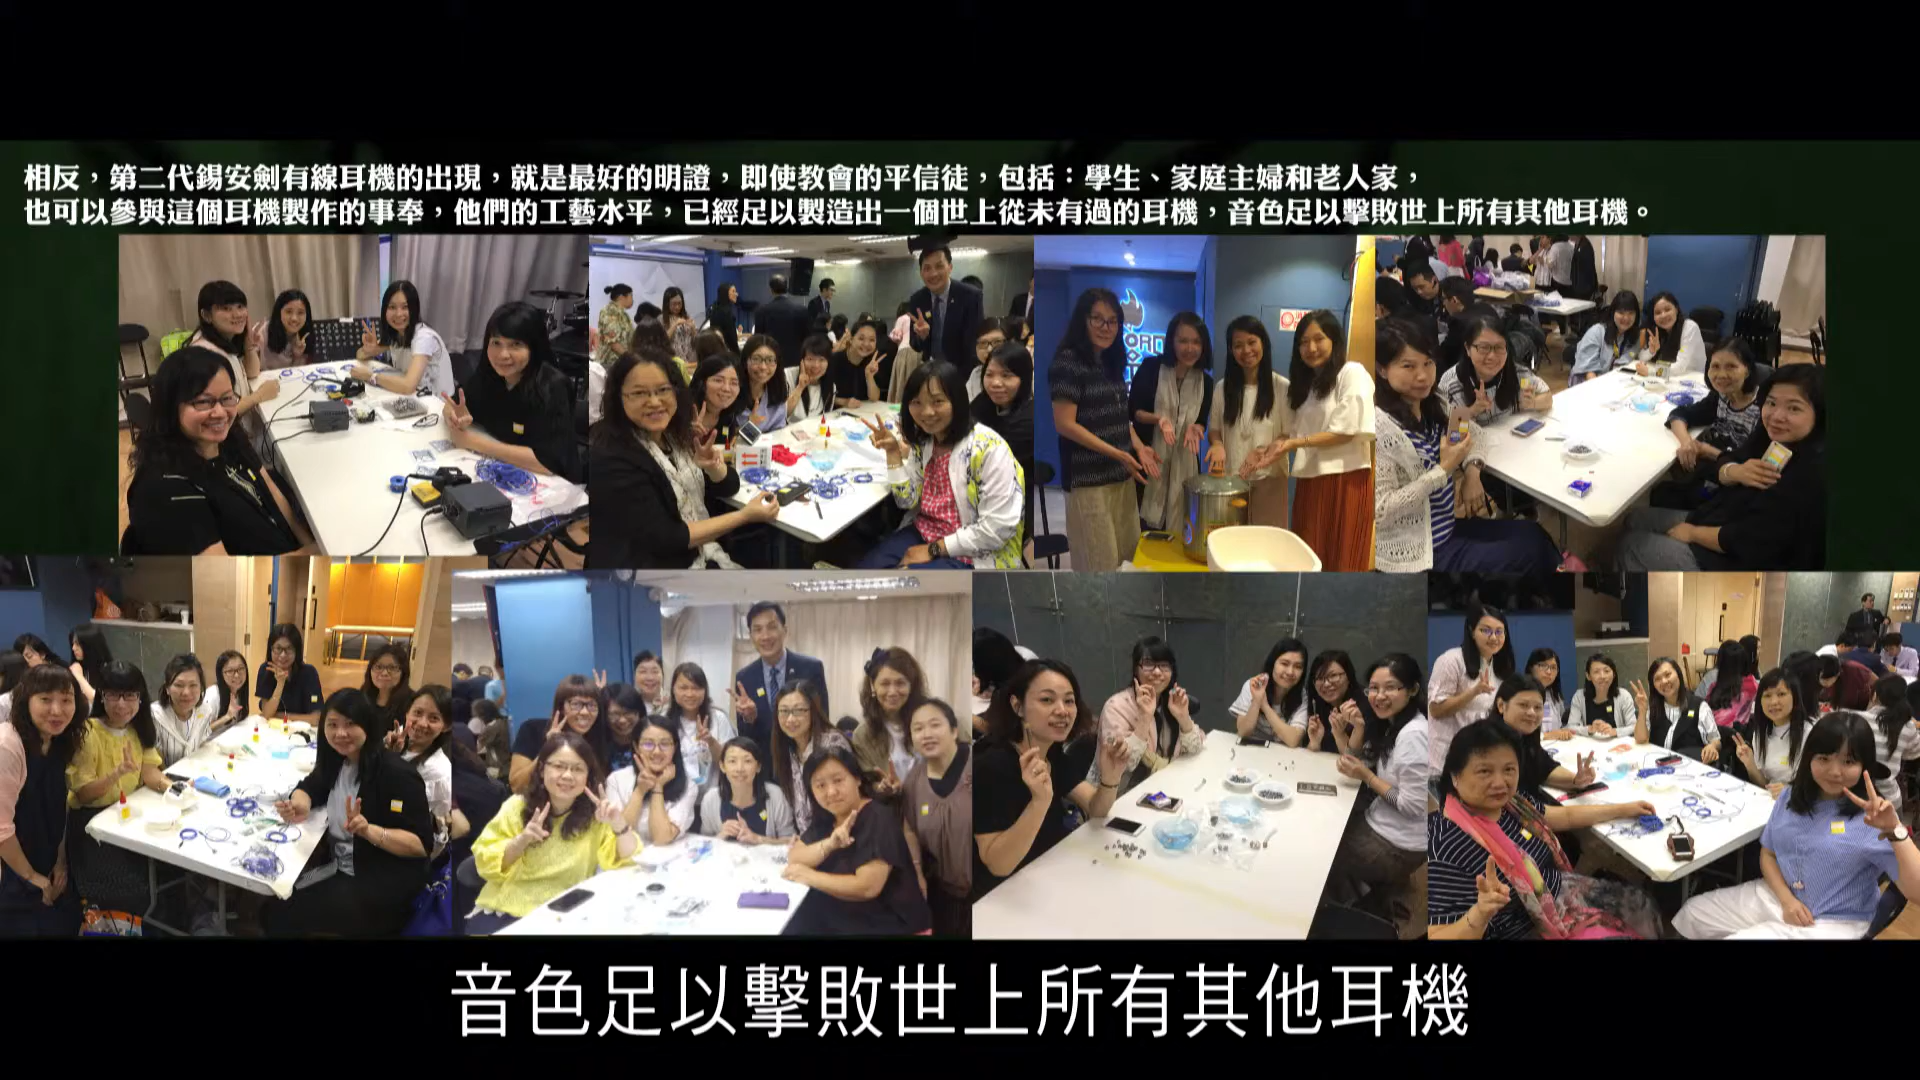 相反，第二代錫安劍有線耳機的出現，就是最好的明證，即使教會的平信徒，包括：學生、家庭主婦和老人家，
也可以參與這個耳機製作的事奉，他們的工藝水平，已經足以製造出一個世上從未有過的耳機，音色足以擊敗世上所有其他耳機。
音色足以擊敗世上所有其他耳機